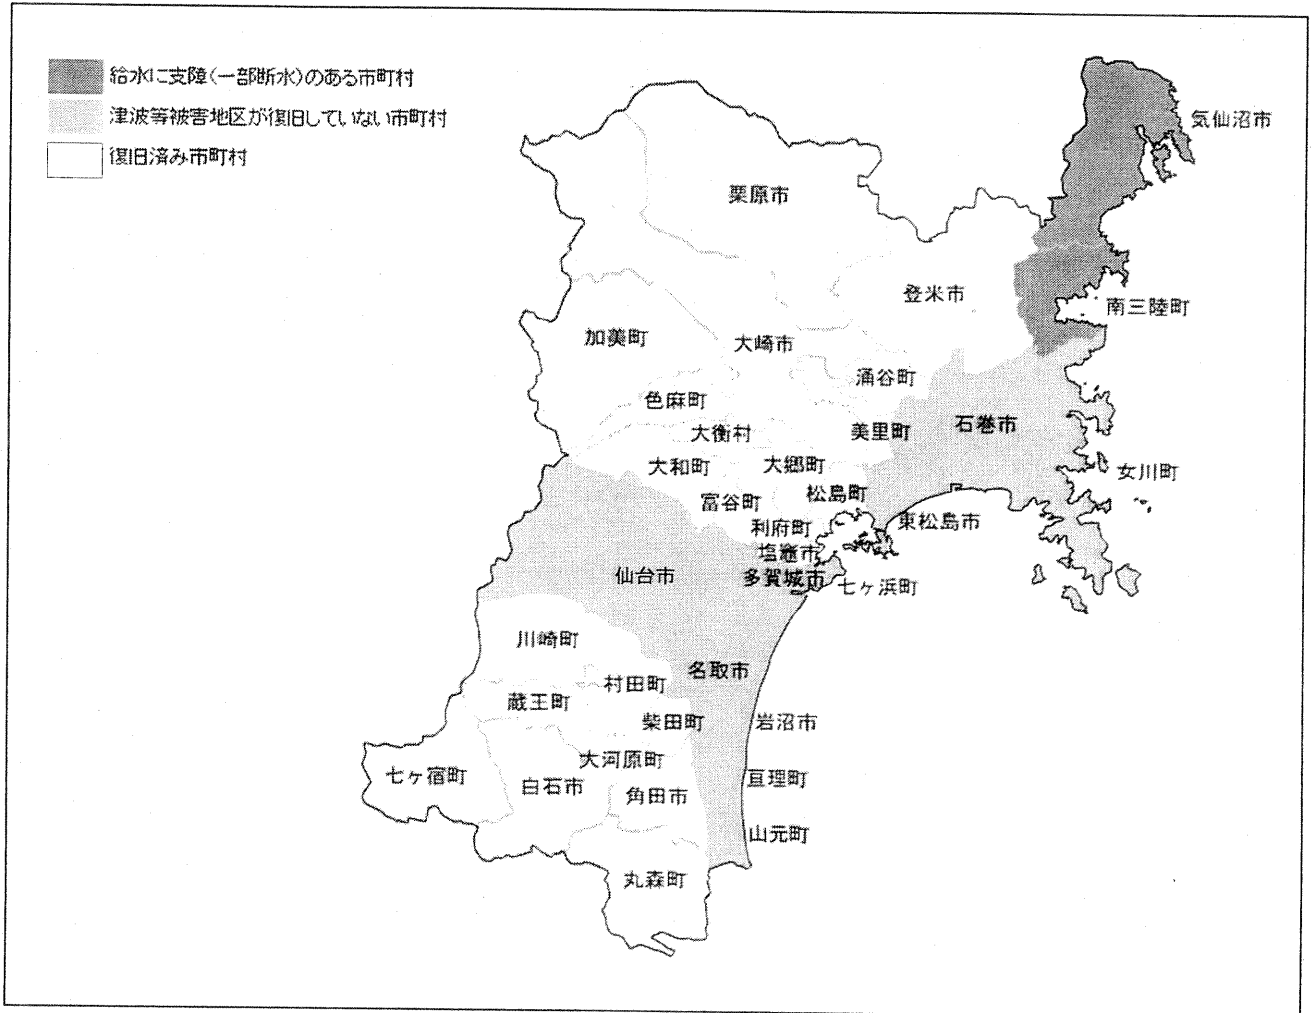 給水に支障(一部断水)のある市町村
津波等被害地区が復旧していない市町村
復旧済み市町村
気仙沼市
栗原市
登米市
南三陸町
加美町
大崎市
涌谷町
色麻町
大衡村
美里町
石巻市
大和町
大郷町
女川町
富谷町
松島町
利府町
東松島市
塩竈市
仙台市
多賀城市
七ヶ浜町
川崎町
名取市
村田町
蔵王町
柴田町
岩沼市
大河原町
七ヶ宿町
白石市
角田市
亘理町
山元町
丸森町